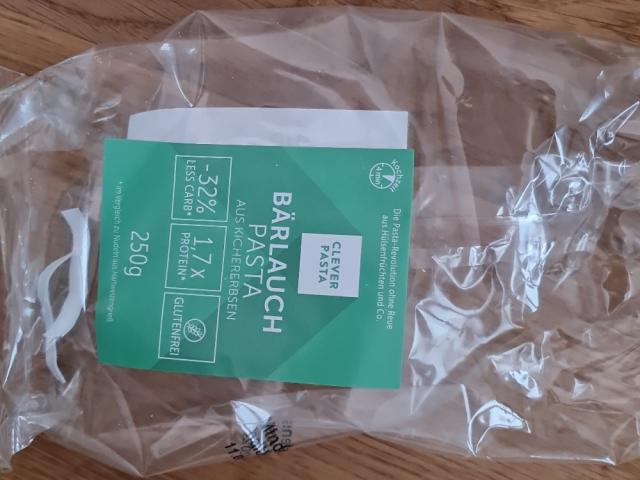 Die Pasta-Revolution ohne Reue
aus Hülsenfrüchten und Co.
CLEVER
PASTA
BÄRLAUCH
PASTA
AUS KICHERERBSEN
-32%
LESS CARB*
1,7 X
PROTEIN*
GLUTENFREI
250g
* im Vergleich zu Nudeln aus Hartweizengrieß